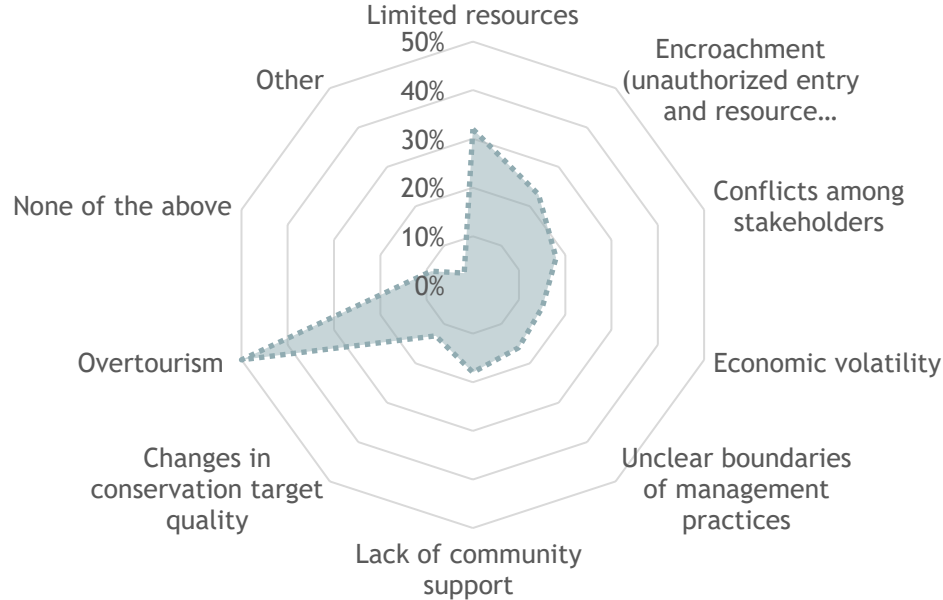 Limited resources
50%
40%
30%
20%
10%
0%
Encroachment
(unauthorized entry
and resource…
Conflicts among
stakeholders
Economic volatility
Unclear boundaries
of management
practices
Lack of community
support
Changes in
conservation target
quality
Overtourism
None of the above
Other